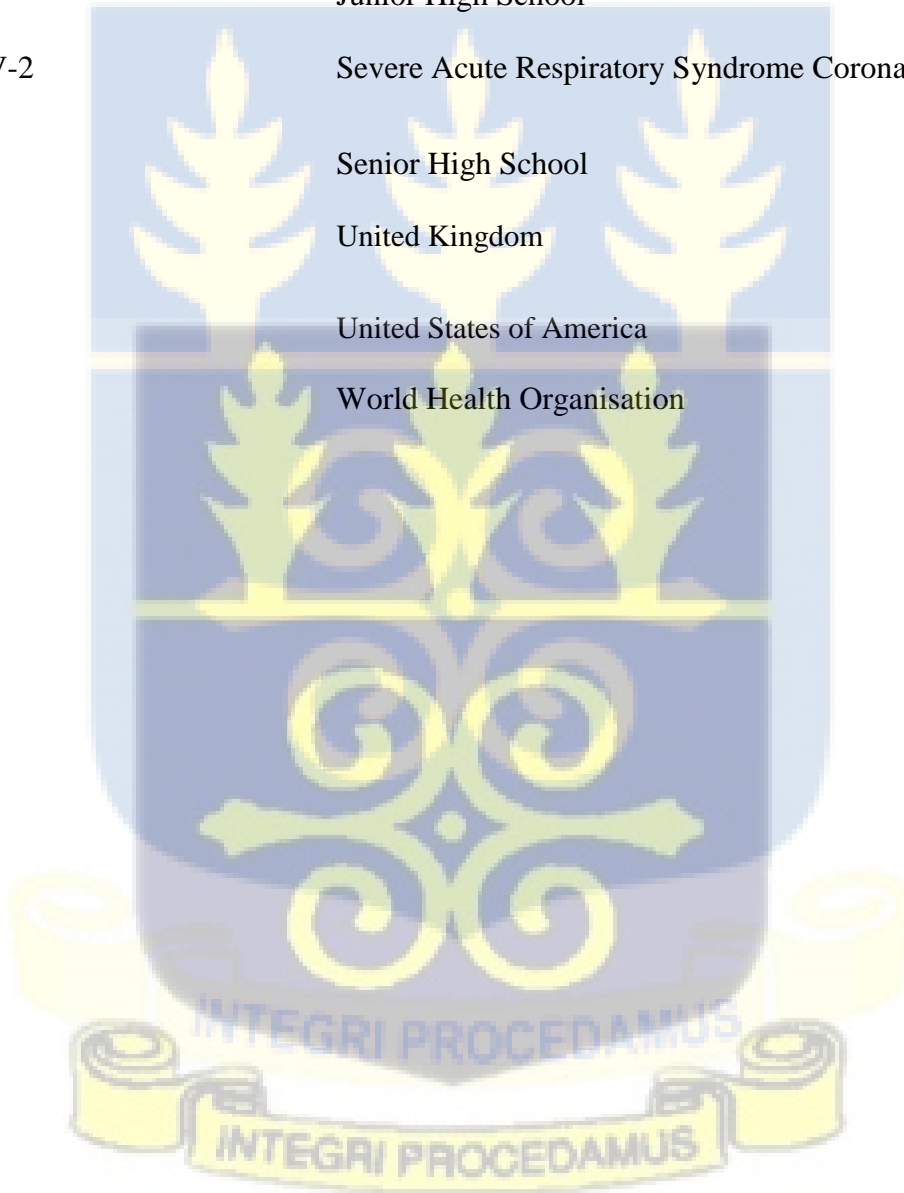 Junior High School
V-2 Severe Acute Respiratory Syndrome Corona
Senior High School
United Kingdom
United States of America
World Health Organisation
INTEGRI PROCEDAMUS
INTEGRI PROCEDAMUS